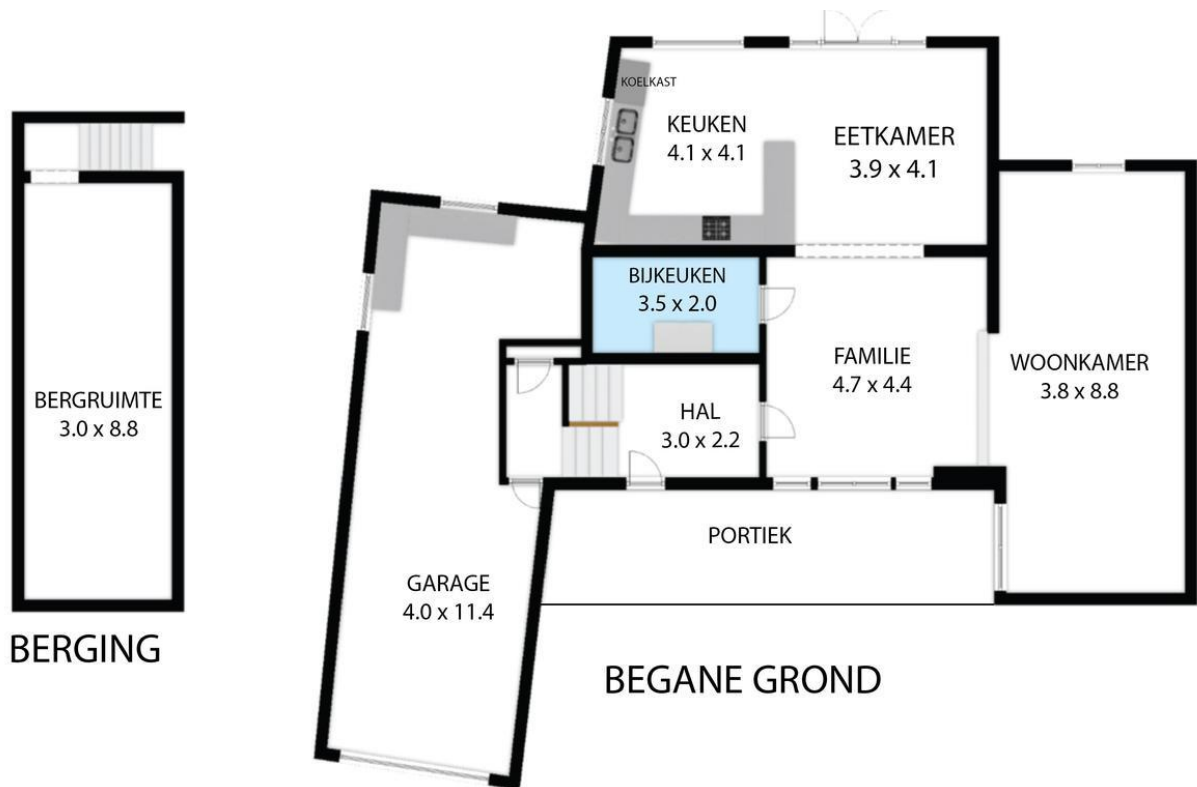 KOELKAST
KEUKEN
4.1 x 4.1
EETKAMER
3.9 x 4.1
BIJKEUKEN
3.5 x 2.0
FAMILIE
4.7 x 4.4
WOONKAMER
3.8 x 8.8
BERGRUIMTE
3.0 x 8.8
HAL
3.0 x 2.2
PORTIEK
GARAGE
4.0 x 11.4
BERGING
BEGANE GROND